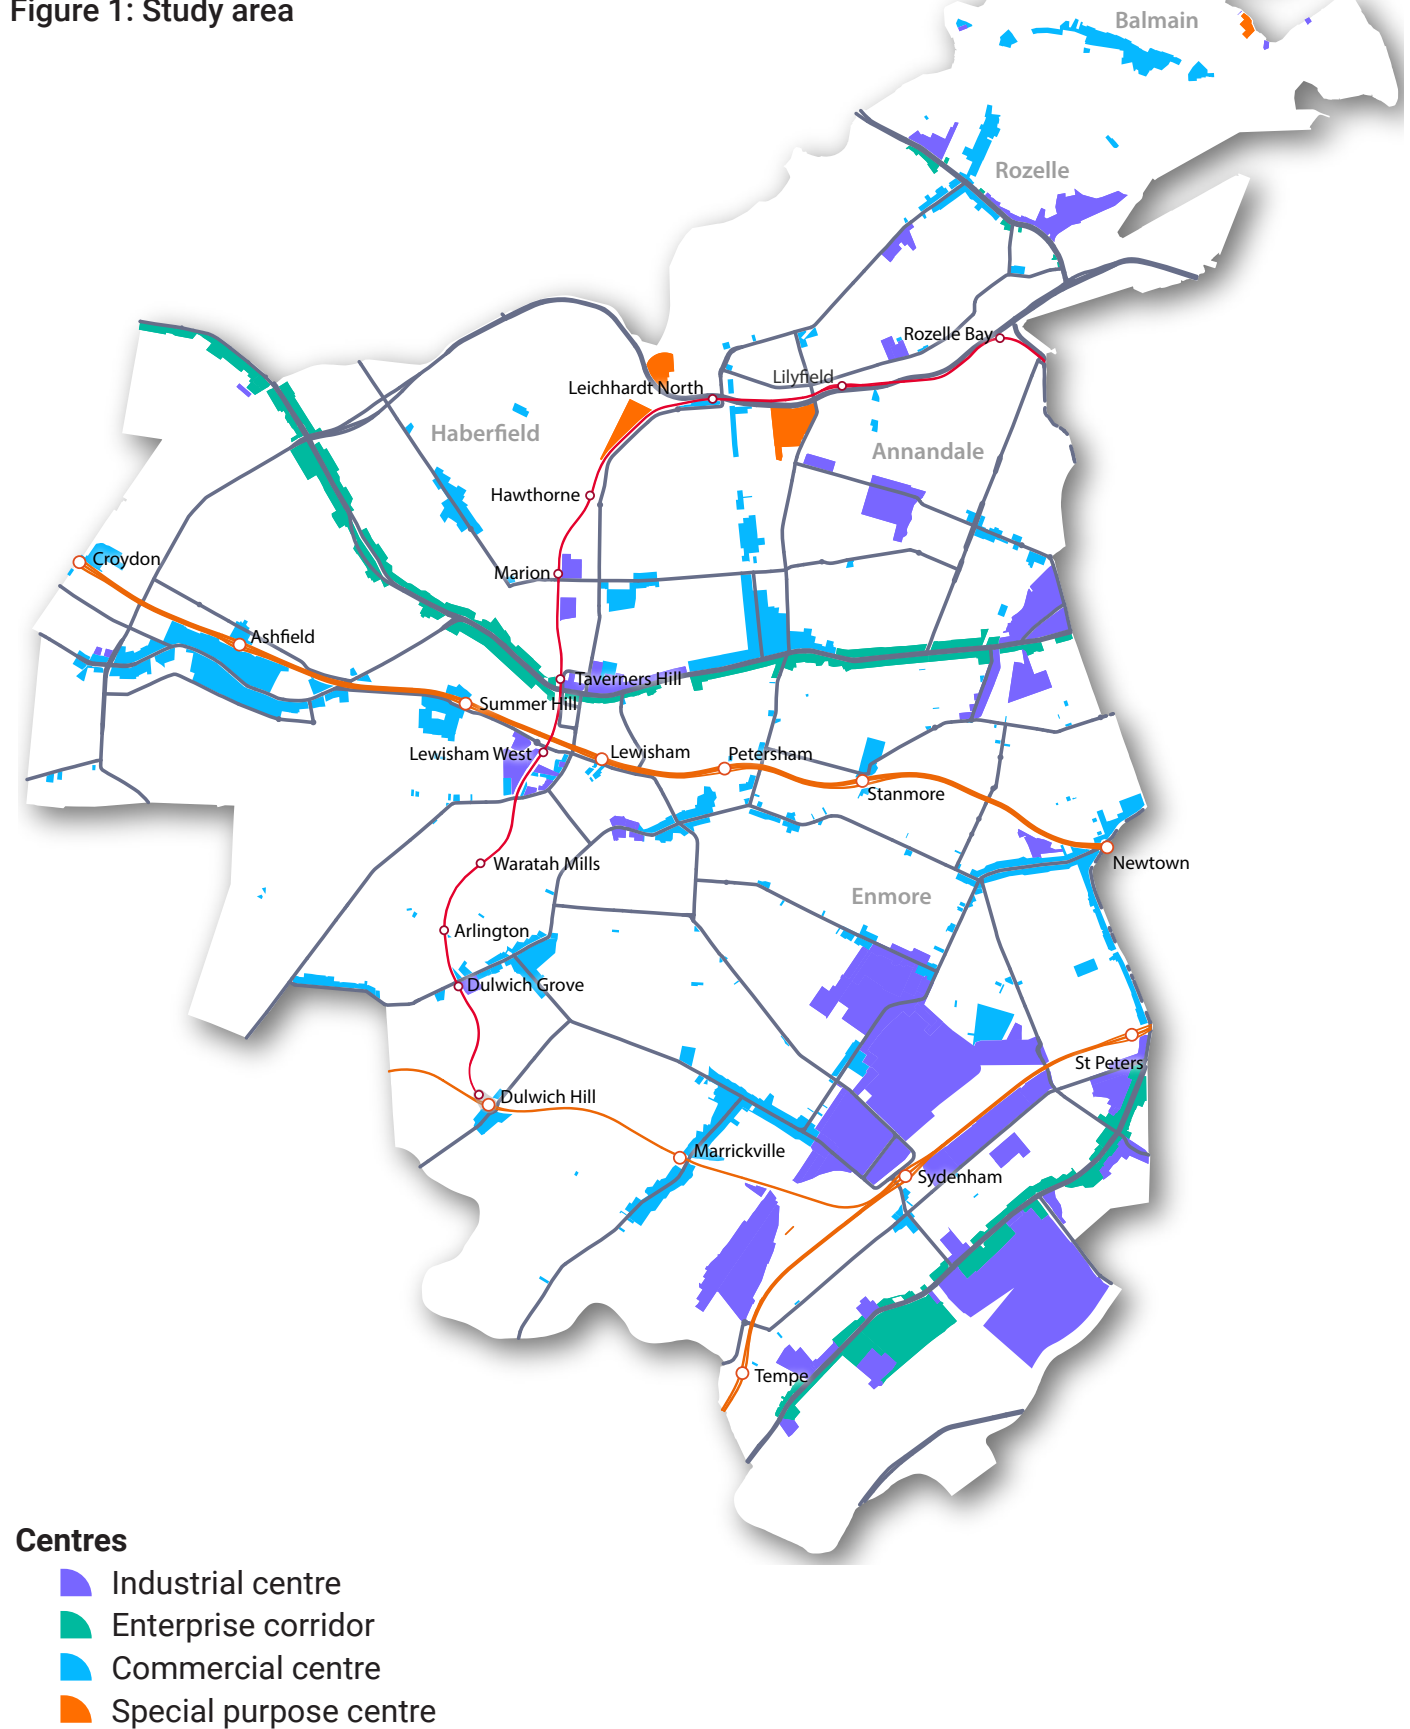 Figure 1: Study area
Balmain
Rozelle
Rozelle Bay
Lilyfield
Leichhardt North
Haberfield
Annandale
Hawthorne
Croydon
Marion
Ashfield
Taverners Hill
Summer Hill
Lewisham West
Lewisham
Petersham
Stanmore
Newtown
Waratah Mills
Enmore
Arlington
Dulwich Grove
St Peters
Dulwich Hill
Marrickville
Sydenham
Tempe
Centres
Industrial centre
Enterprise corridor
Commercial centre
Special purpose centre